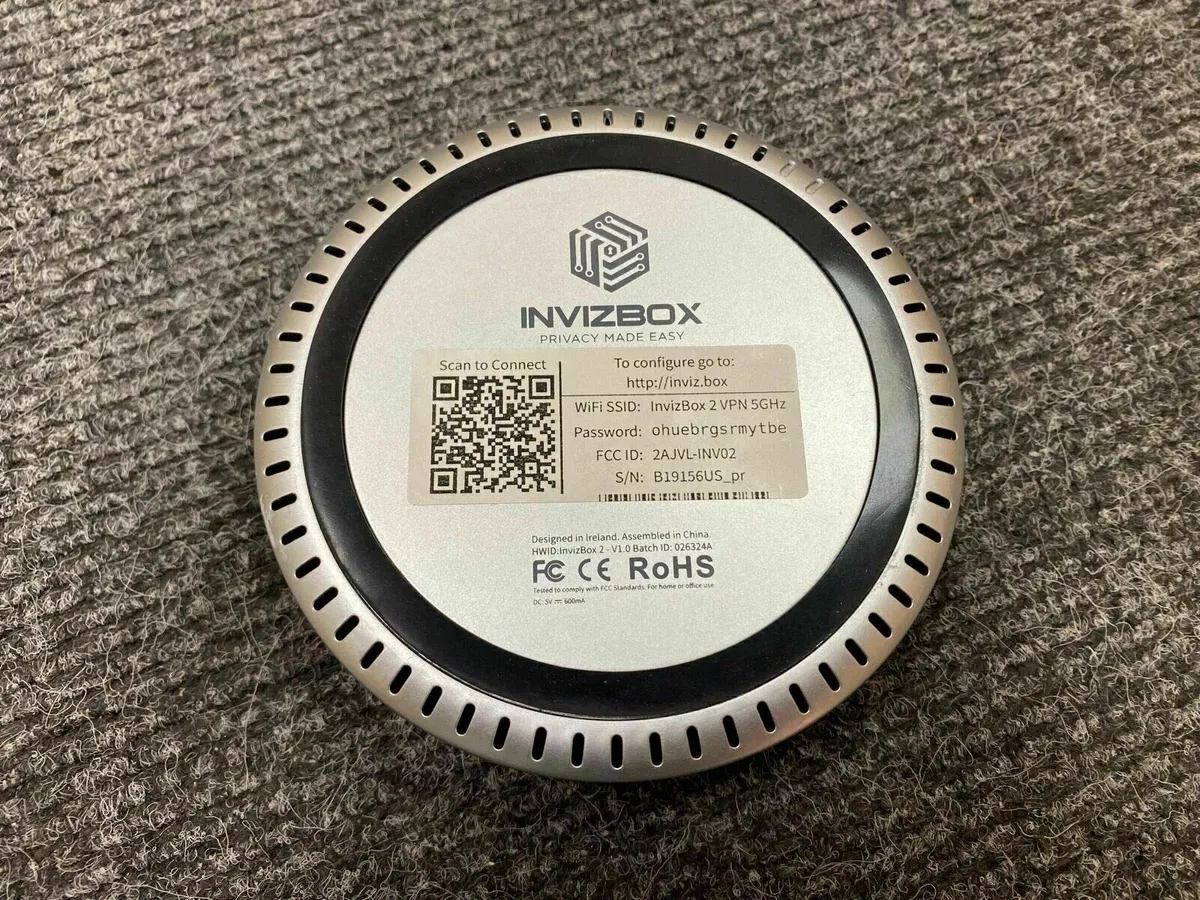 INVIZBOX
PRIVACY MADE EASY
Scan to Connect
To configure go to:
http://inviz.box
WiFi SSID: InvizBox 2 VPN 5GHz
Password: ohuebrgsrmytbe
FCC ID: 2AJVL-INV02
S/N: B19156US_pr
Designed in Ireland. Assembled in China.
HWID:InvizBox 2 - V1.0 Batch ID: 026324A
FC CE RoHS
Tested to comply with FCC Standards. For home or office use
DC: 5V ⎓ 600mA